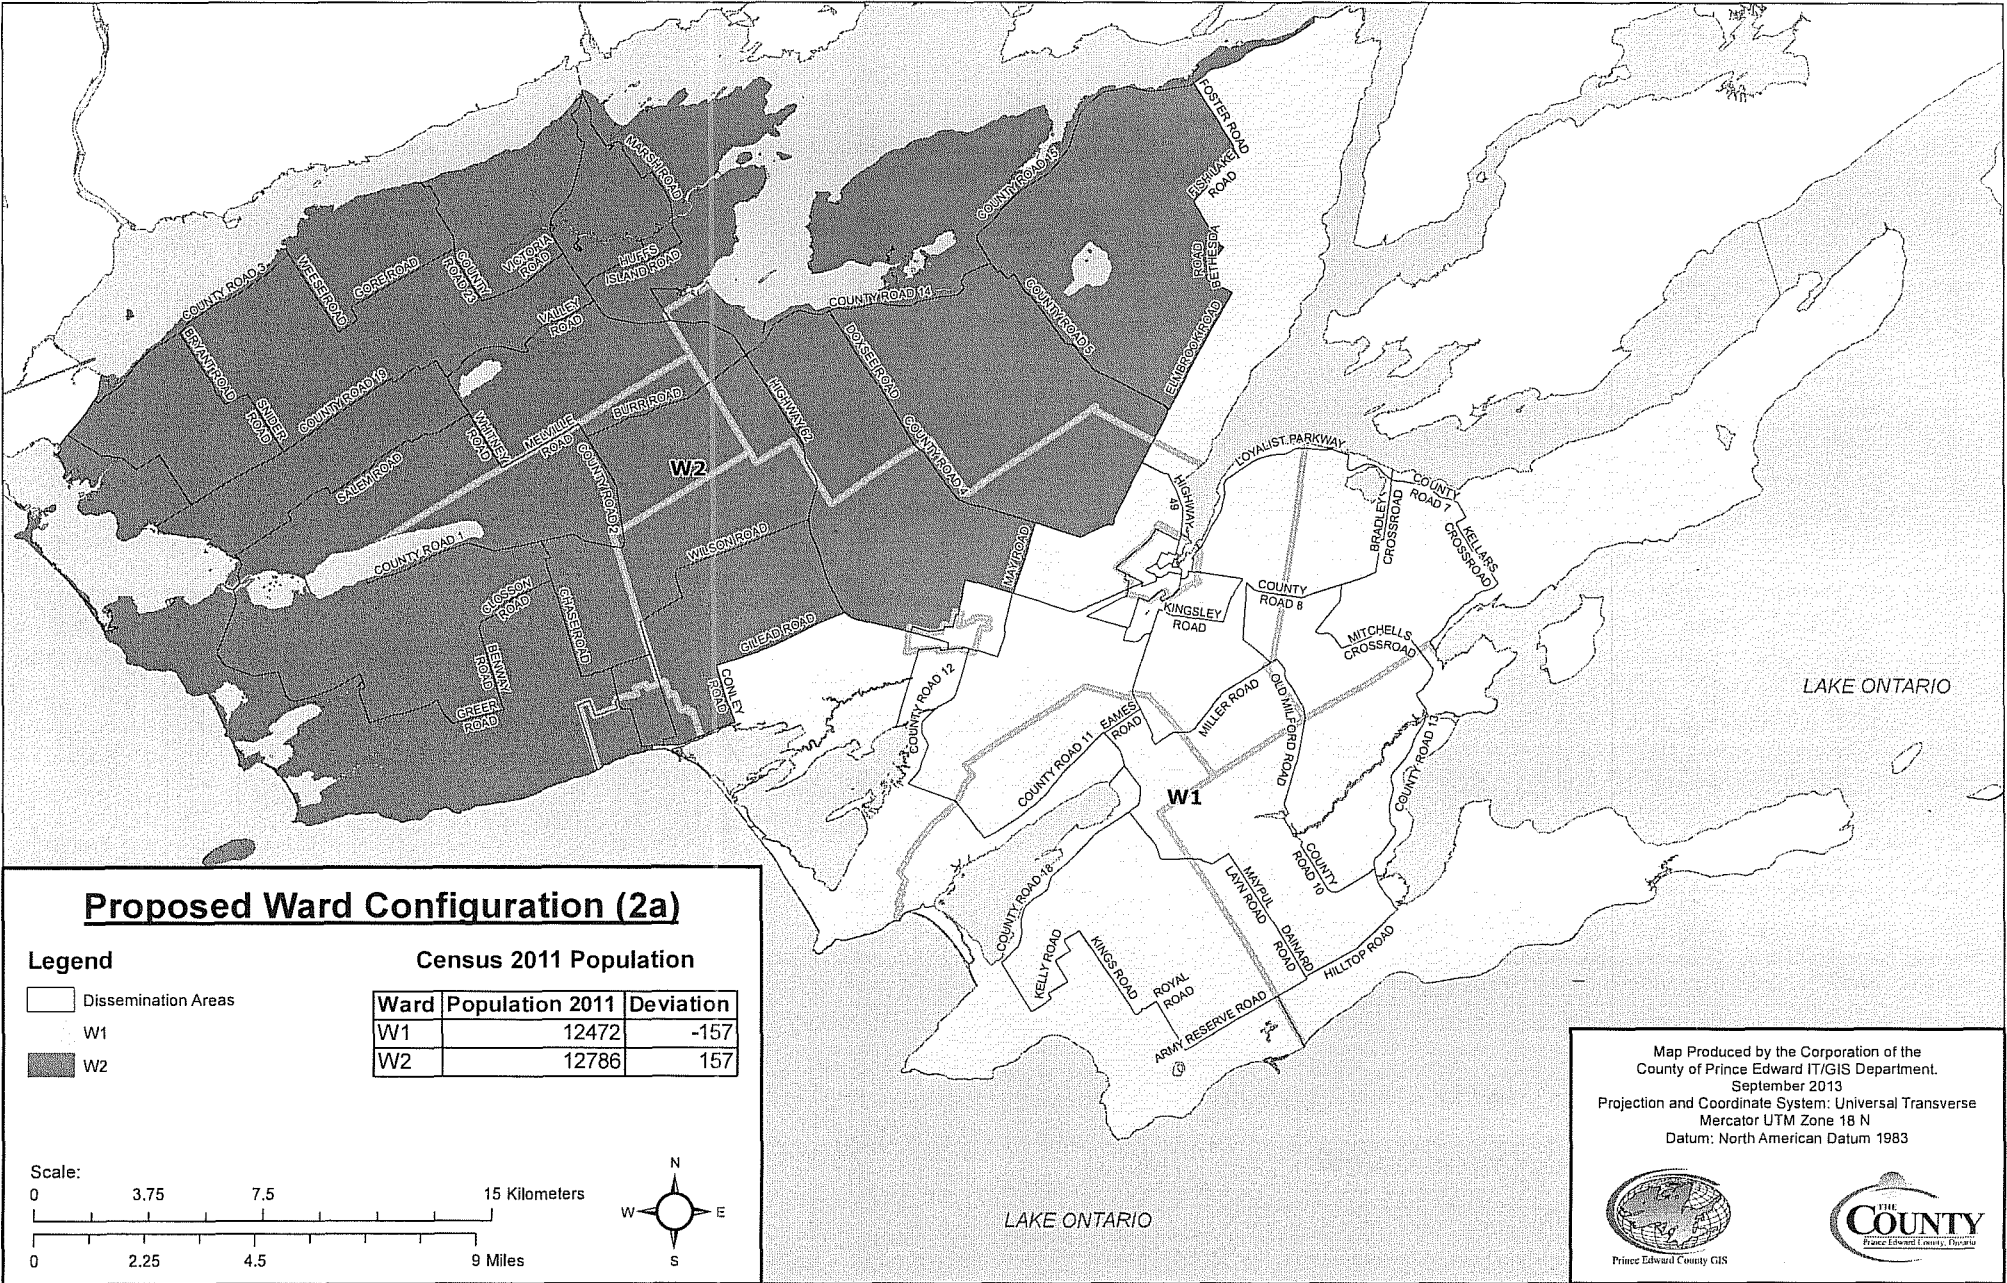 FOSTER ROAD
FISH LAKE
ROAD
MARSH ROAD
COUNTY ROAD 15
COUNTY ROAD 3
WEESE ROAD
GORE ROAD
COUNTY
ROAD 23
VICTORIA
ROAD
HUFFS
ISLAND ROAD
ROAD
BETHESDA
COUNTY ROAD 14
COUNTY ROAD 5
VALLEY
ROAD
BRYANT ROAD
SNIDER
ROAD
COUNTY ROAD 19
DOXSEE ROAD
ELMBROOK ROAD
WHITNEY
ROAD
MELVILLE
ROAD
BURR ROAD
HIGHWAY 62
COUNTY ROAD 4
SALEM ROAD
COUNTY ROAD 2
W2
LOYALIST PARKWAY
COUNTY
ROAD 7
HIGHWAY
49
BRADLEY
CROSSROAD
KELLARS
CROSSROAD
COUNTY ROAD 1
WILSON ROAD
MAY ROAD
CLOSSON
ROAD
CHASE ROAD
COUNTY
ROAD 8
KINGSLEY
ROAD
GILEAD ROAD
MITCHELLS
CROSSROAD
BENWAY
ROAD
GREER
ROAD
CONLEY
ROAD
COUNTY ROAD 12
MILLER ROAD
OLD MILFORD ROAD
EAMES
ROAD
COUNTY ROAD 11
COUNTY ROAD 13
LAKE ONTARIO
W1
COUNTY
ROAD 10
COUNTY ROAD 18
MAYPUL
LAYN ROAD
DAINARD
ROAD
HILLTOP ROAD
KELLY ROAD
KINGS ROAD
ROYAL
ROAD
ARMY RESERVE ROAD
LAKE ONTARIO
Proposed Ward Configuration (2a)
Legend
Dissemination Areas
W1
W2
Census 2011 Population
Ward Population 2011 Deviation
W1 12472 -157
W2 12786 157
Scale:
0 3.75 7.5 15 Kilometers
0 2.25 4.5 9 Miles
N
W E
S
Map Produced by the Corporation of the
County of Prince Edward IT/GIS Department.
September 2013
Projection and Coordinate System: Universal Transverse
Mercator UTM Zone 18 N
Datum: North American Datum 1983
Prince Edward County GIS
THE
COUNTY
Prince Edward County, Ontario